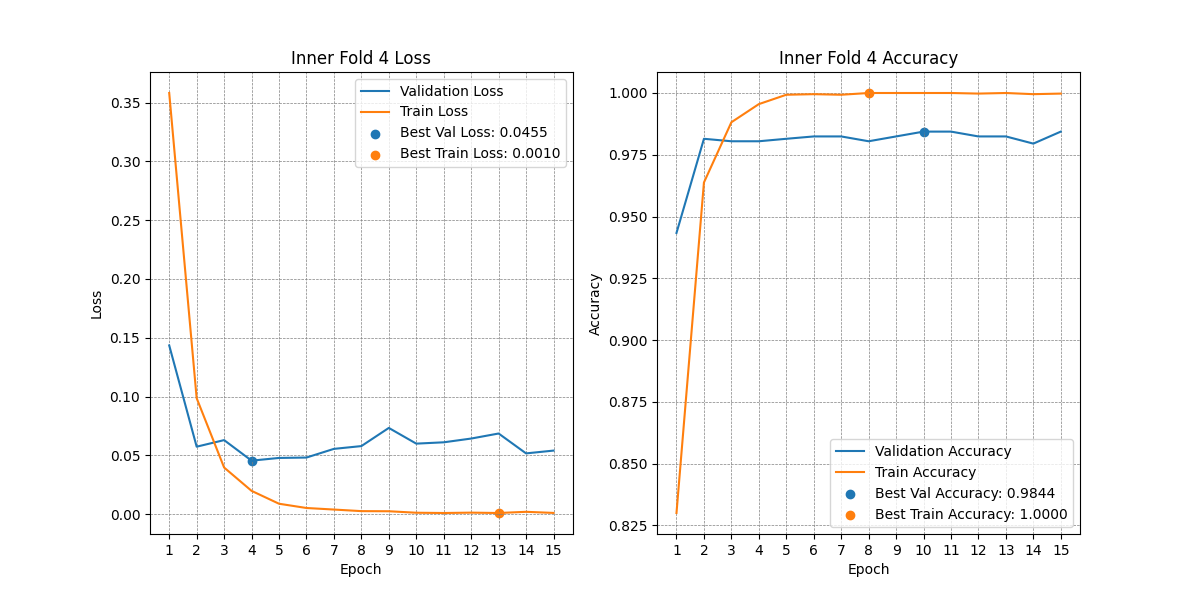 Inner Fold 4 Loss
0.35
0.30
0.25
0.20
0.15
0.10
0.05
0.00
Loss
Validation Loss
Train Loss
Best Val Loss: 0.0455
Best Train Loss: 0.0010
1 2 3 4 5 6 7 8 9 10 11 12 13 14 15
Epoch
Inner Fold 4 Accuracy
1.000
0.975
0.950
0.925
0.900
0.875
0.850
0.825
Accuracy
Validation Accuracy
Train Accuracy
Best Val Accuracy: 0.9844
Best Train Accuracy: 1.0000
1 2 3 4 5 6 7 8 9 10 11 12 13 14 15
Epoch